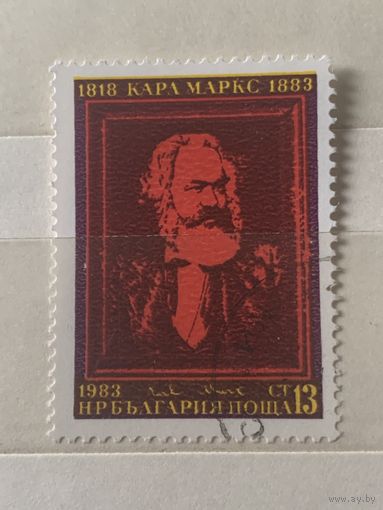 1818 КАРЛ МАРКС 1883
1983 СТ 13
НР БЪЛГАРИЯ ПОЩА
www.ay.by